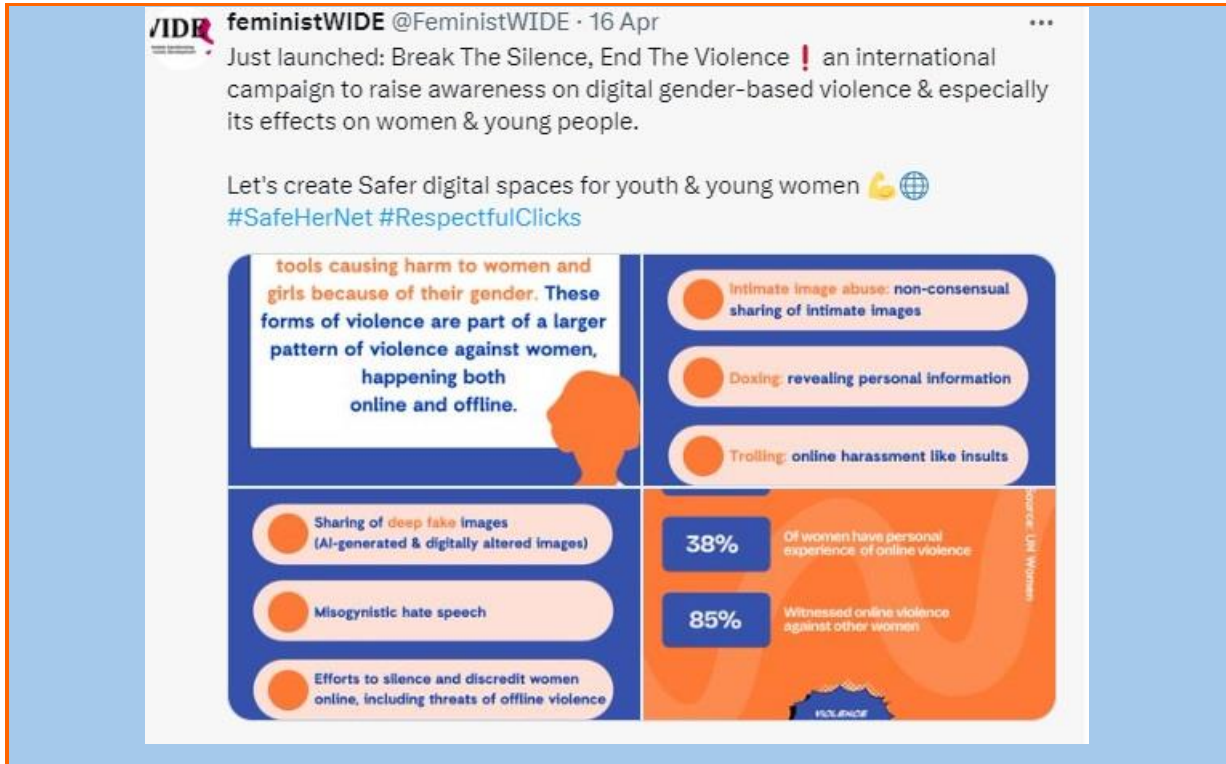 VIDE
feministWIDE @FeministWIDE · 16 Apr
Just launched: Break The Silence, End The Violence❗ an international
campaign to raise awareness on digital gender-based violence & especially
its effects on women & young people.
Let's create Safer digital spaces for youth & young women 💪🌐
#SafeHerNet #RespectfulClicks
tools causing harm to women and
girls because of their gender. These
forms of violence are part of a larger
pattern of violence against women,
happening both
online and offline.
Intimate image abuse: non-consensual
sharing of intimate images
Doxing: revealing personal information
Trolling: online harassment like insults
Sharing of deep fake images
(AI-generated & digitally altered images)
Misogynistic hate speech
Efforts to silence and discredit women
online, including threats of offline violence
38%
Of women have personal
experience of online violence
85%
Witnessed online violence
against other women
Source: UN Women
VIOLENCE